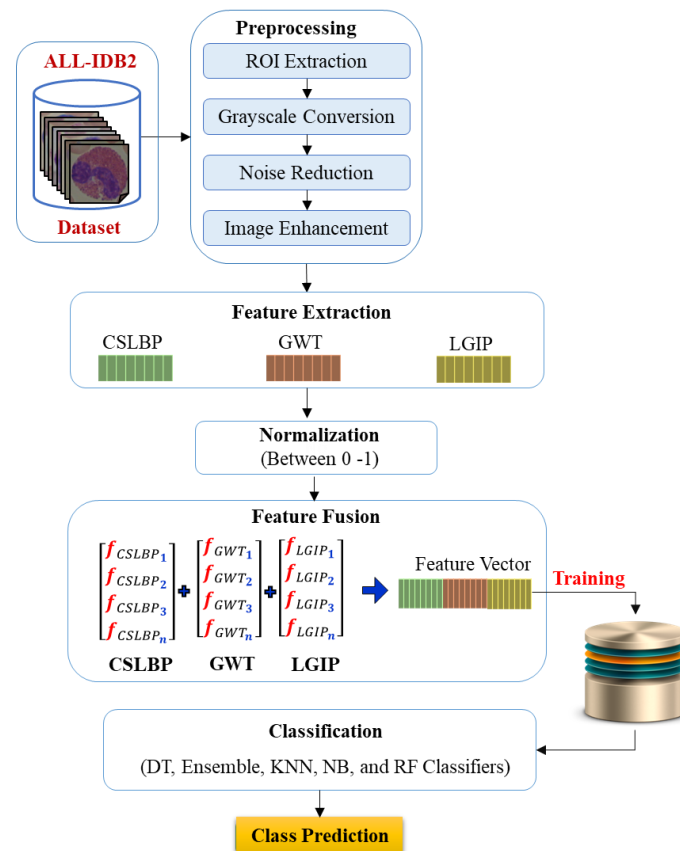 ALL-IDB2
Dataset
Preprocessing
ROI Extraction
Grayscale Conversion
Noise Reduction
Image Enhancement
Feature Extraction
CSLBP GWT LGIP
Normalization
(Between 0 -1)
Feature Fusion
f CSLBP1 f GWT1 f LGIP1
f CSLBP2 + f GWT2 + f LGIP2
f CSLBP3 f GWT3 f LGIP3
f CSLBPn f GWTn f LGIPn
CSLBP GWT LGIP
Feature Vector
Training
Classification
(DT, Ensemble, KNN, NB, and RF Classifiers)
Class Prediction